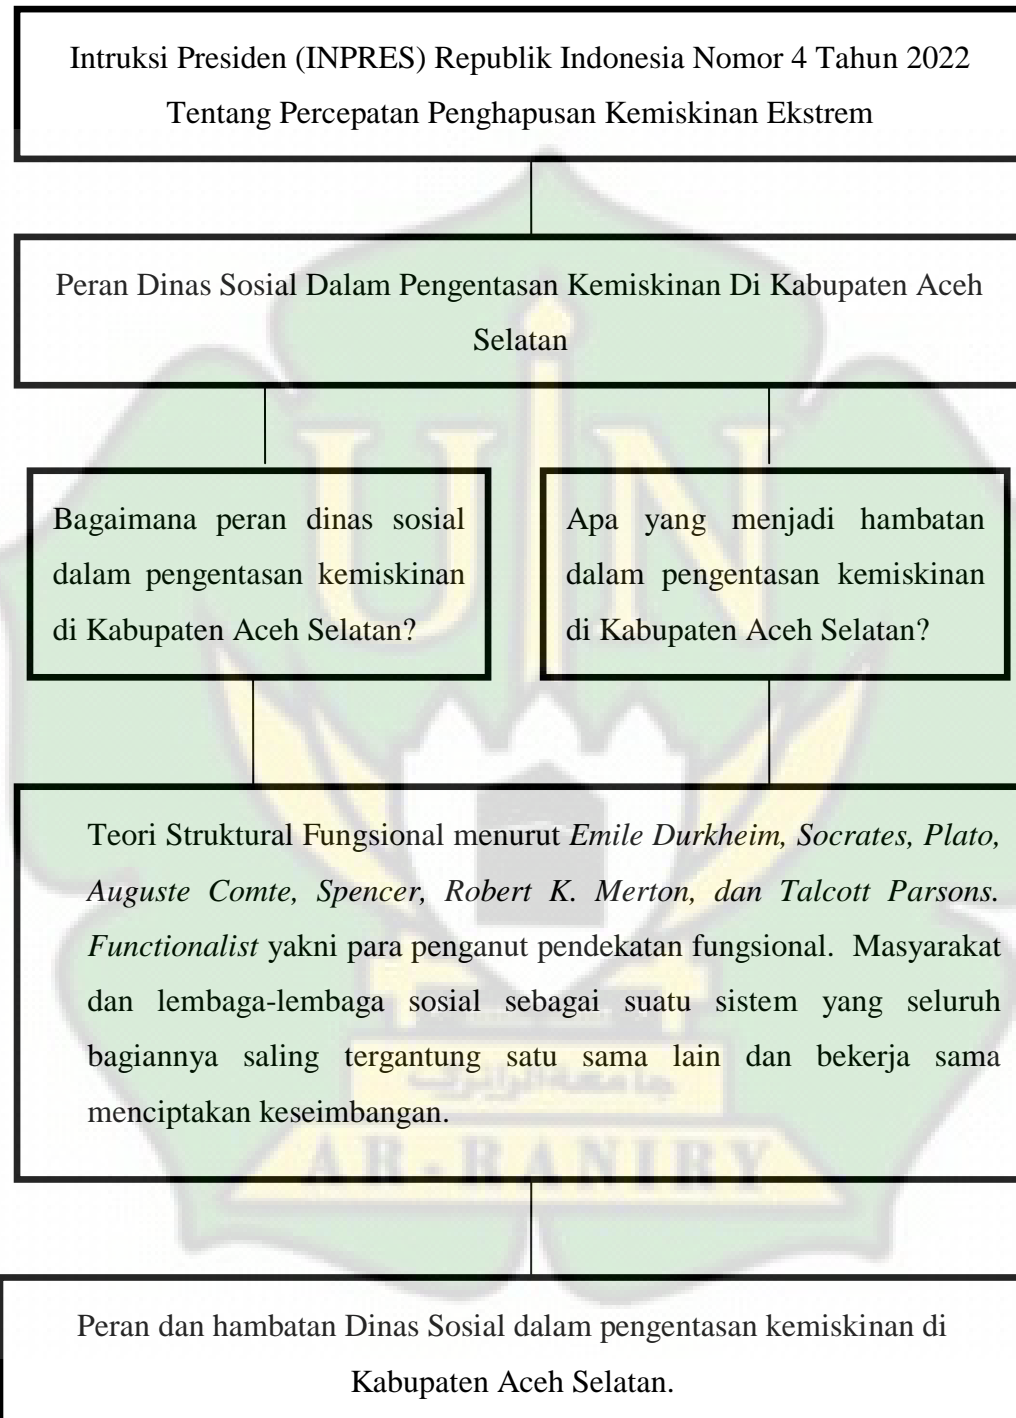 Intruksi Presiden (INPRES) Republik Indonesia Nomor 4 Tahun 2022
Tentang Percepatan Penghapusan Kemiskinan Ekstrem
Peran Dinas Sosial Dalam Pengentasan Kemiskinan Di Kabupaten Aceh
Selatan
Bagaimana peran dinas sosial
dalam pengentasan kemiskinan
di Kabupaten Aceh Selatan?
Apa yang menjadi hambatan
dalam pengentasan kemiskinan
di Kabupaten Aceh Selatan?
Teori Struktural Fungsional menurut Emile Durkheim, Socrates, Plato,
Auguste Comte, Spencer, Robert K. Merton, dan Talcott Parsons.
Functionalist yakni para penganut pendekatan fungsional. Masyarakat
dan lembaga-lembaga sosial sebagai suatu sistem yang seluruh
bagiannya saling tergantung satu sama lain dan bekerja sama
menciptakan keseimbangan.
Peran dan hambatan Dinas Sosial dalam pengentasan kemiskinan di
Kabupaten Aceh Selatan.
UIN
جامعة الرانري
AR-RANIRY